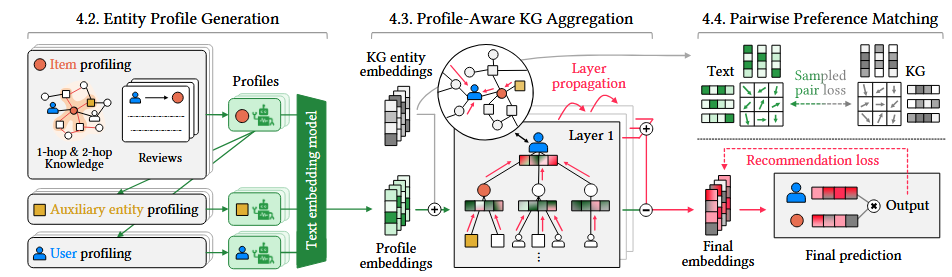 4.2. Entity Profile Generation
Item profiling
1-hop & 2-hop
Knowledge
Reviews
Profiles
Auxiliary entity profiling
User profiling
Text embedding model
4.3. Profile-Aware KG Aggregation
KG entity
embeddings
Layer
propagation
Layer 1
Profile
embeddings
4.4. Pairwise Preference Matching
Text
Sampled
pair loss
KG
Recommendation loss
Output
Final
embeddings
Final prediction